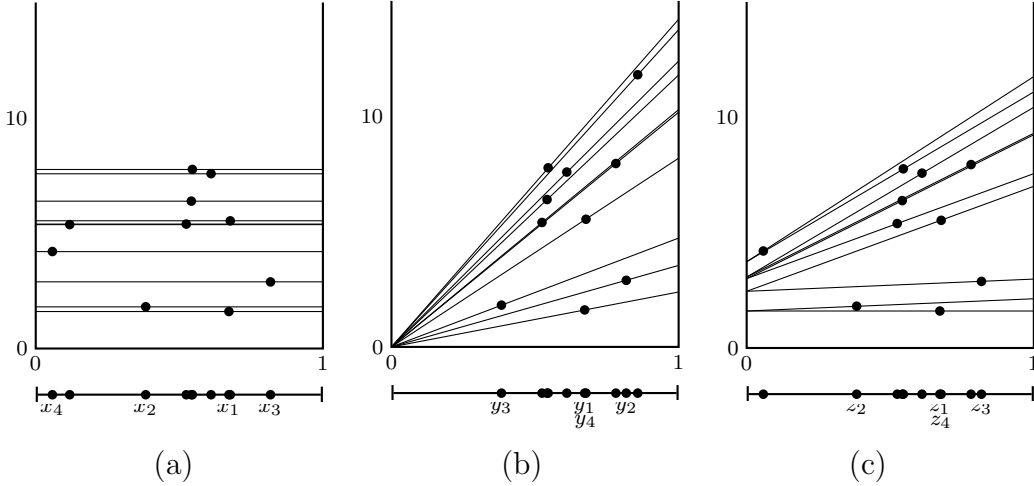 10
10
10
0
0
0
0 1
0 1
0 1
x₄ x₂ x₁ x₃
y₃ y₁ y₂
y₄
z₂ z₁ z₃
z₄
(a) (b) (c)